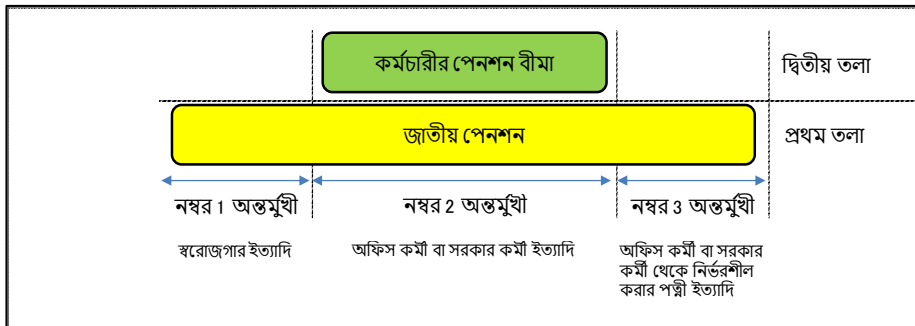 কর্মচারীর পেনশন বীমা
দ্বিতীয় তলা
জাতীয় পেনশন
প্রথম তলা
নম্বর 1 অন্তর্মুখী
নম্বর 2 অন্তর্মুখী
নম্বর 3 অন্তর্মুখী
স্বরোজগার ইত্যাদি
অফিস কর্মী বা সরকার কর্মী ইত্যাদি
অফিস কর্মী বা সরকার
কর্মী থেকে নির্ভরশীল
করার পত্নী ইত্যাদি